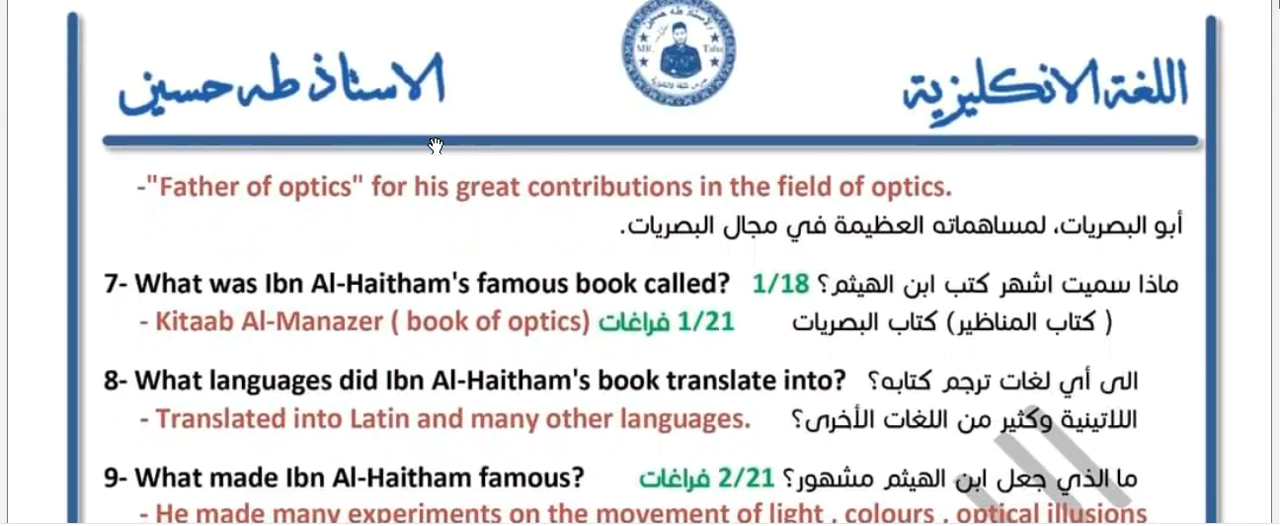 الاستاذ طه حسين
اللغة الانكليزية
MR. Taha
-"Father of optics" for his great contributions in the field of optics.
أبو البصريات، لمساهماته العظيمة في مجال البصريات.
7- What was Ibn Al-Haitham's famous book called? 1/18 ماذا سميت اشهر كتب ابن الهيثم؟
- Kitaab Al-Manazer ( book of optics) 1/21 فراغات ( كتاب المناظير) كتاب البصريات
8- What languages did Ibn Al-Haitham's book translate into? الى أي لغات ترجم كتابه؟
- Translated into Latin and many other languages. اللاتينية وكثير من اللغات الأخرى؟
9- What made Ibn Al-Haitham famous? 2/21 فراغات ما الذي جعل ابن الهيثم مشهور؟
- He made many experiments on the movement of light , colours , optical illusions